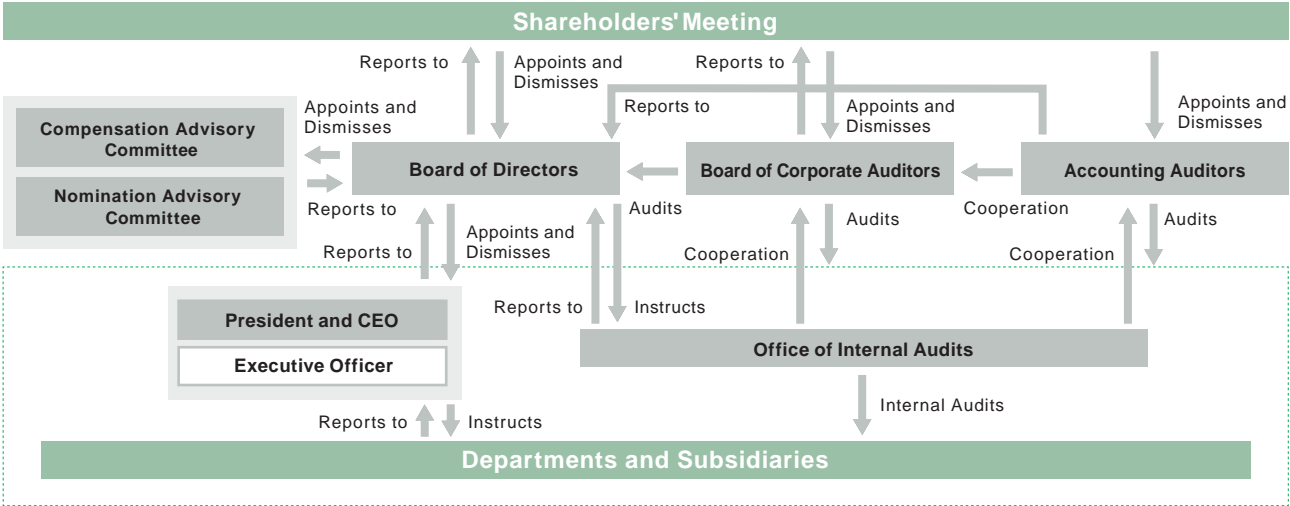 Shareholders' Meeting
Reports to
Appoints and
Dismisses
Reports to
Appoints and
Dismisses
Reports to
Appoints and
Dismisses
Appoints and
Dismisses
Compensation Advisory
Committee
Nomination Advisory
Committee
Board of Directors
Board of Corporate Auditors
Accounting Auditors
Reports to
Audits
Audits
Cooperation
Audits
Reports to
Appoints and
Dismisses
Cooperation
Cooperation
Reports to
Instructs
President and CEO
Executive Officer
Office of Internal Audits
Reports to
Instructs
Internal Audits
Departments and Subsidiaries